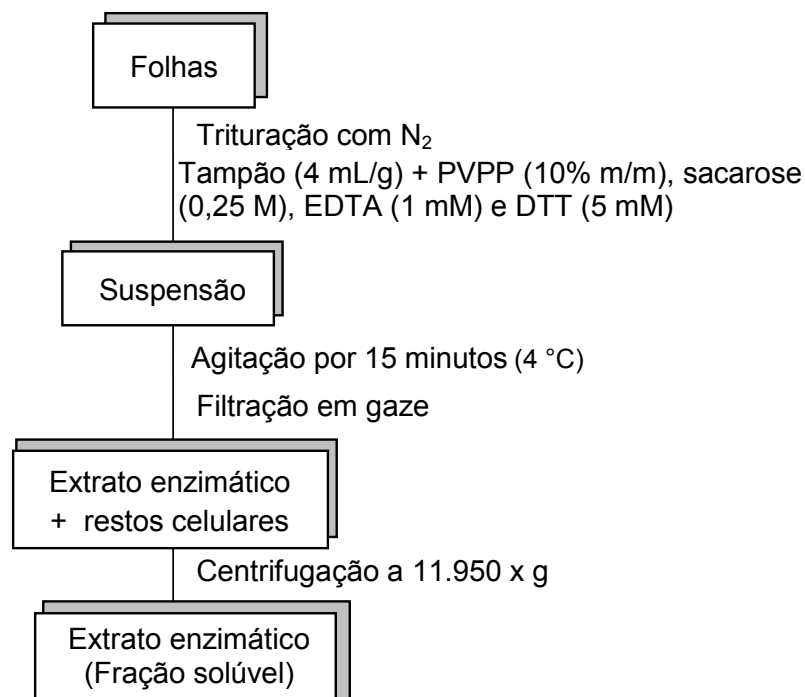 Folhas
Trituração com N₂
Tampão (4 mL/g) + PVPP (10% m/m), sacarose
(0,25 M), EDTA (1 mM) e DTT (5 mM)
Suspensão
Agitação por 15 minutos (4 °C)
Filtração em gaze
Extrato enzimático
+ restos celulares
Centrifugação a 11.950 x g
Extrato enzimático
(Fração solúvel)